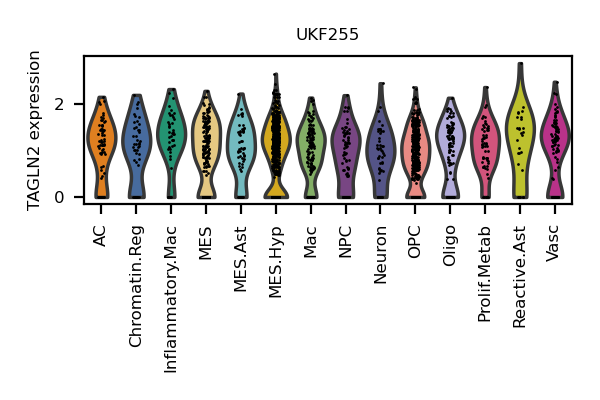 UKF255
TAGLN2 expression
2
0
AC
Chromatin.Reg
Inflammatory.Mac
MES
MES.Ast
MES.Hyp
Mac
NPC
Neuron
OPC
Oligo
Prolif.Metab
Reactive.Ast
Vasc